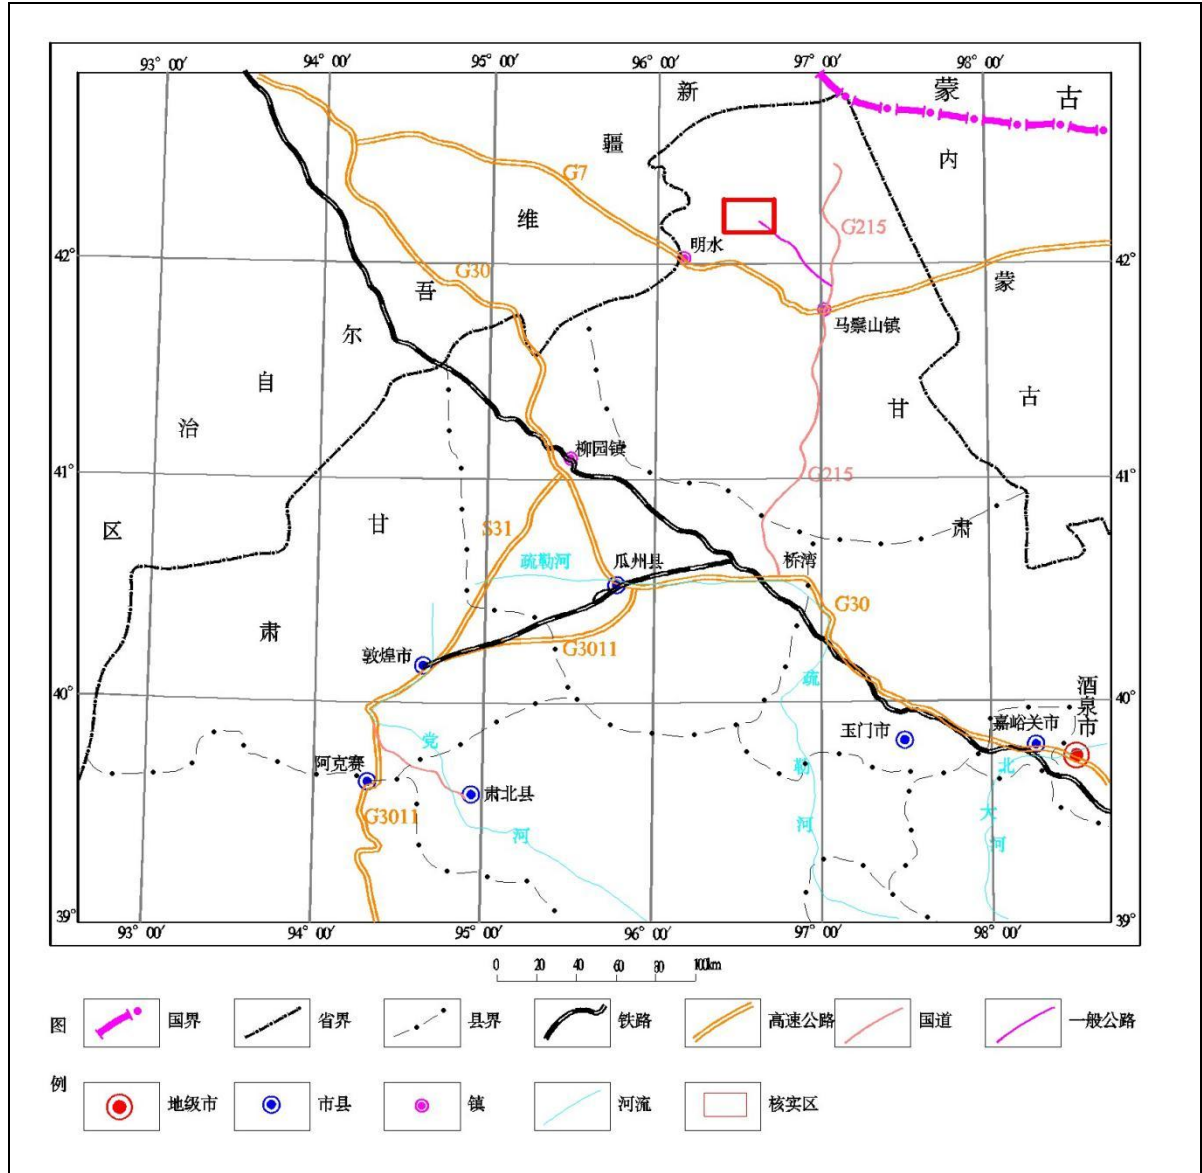 93° 00′
94° 00′
95° 00′
96° 00′
97° 00′
98° 00′
新
蒙
古
疆
内
G7
维
G215
明水
42°
42°
G30
吾
蒙
尔
马鬃山镇
自
甘
古
治
柳园镇
41°
41°
G215
区
甘
S31
肃
疏勒河
瓜州县
桥湾
肃
G30
敦煌市
G3011
疏
40°
40°
酒泉市
党
玉门市
嘉峪关市
阿克赛
勒
北
肃北县
G3011
河
河
大
河
39°
39°
93° 00′
94° 00′
95° 00′
96° 00′
97° 00′
98° 00′
0 20 40 60 80 100km
图
国界
省界
县界
铁路
高速公路
国道
一般公路
例
地级市
市县
镇
河流
核实区